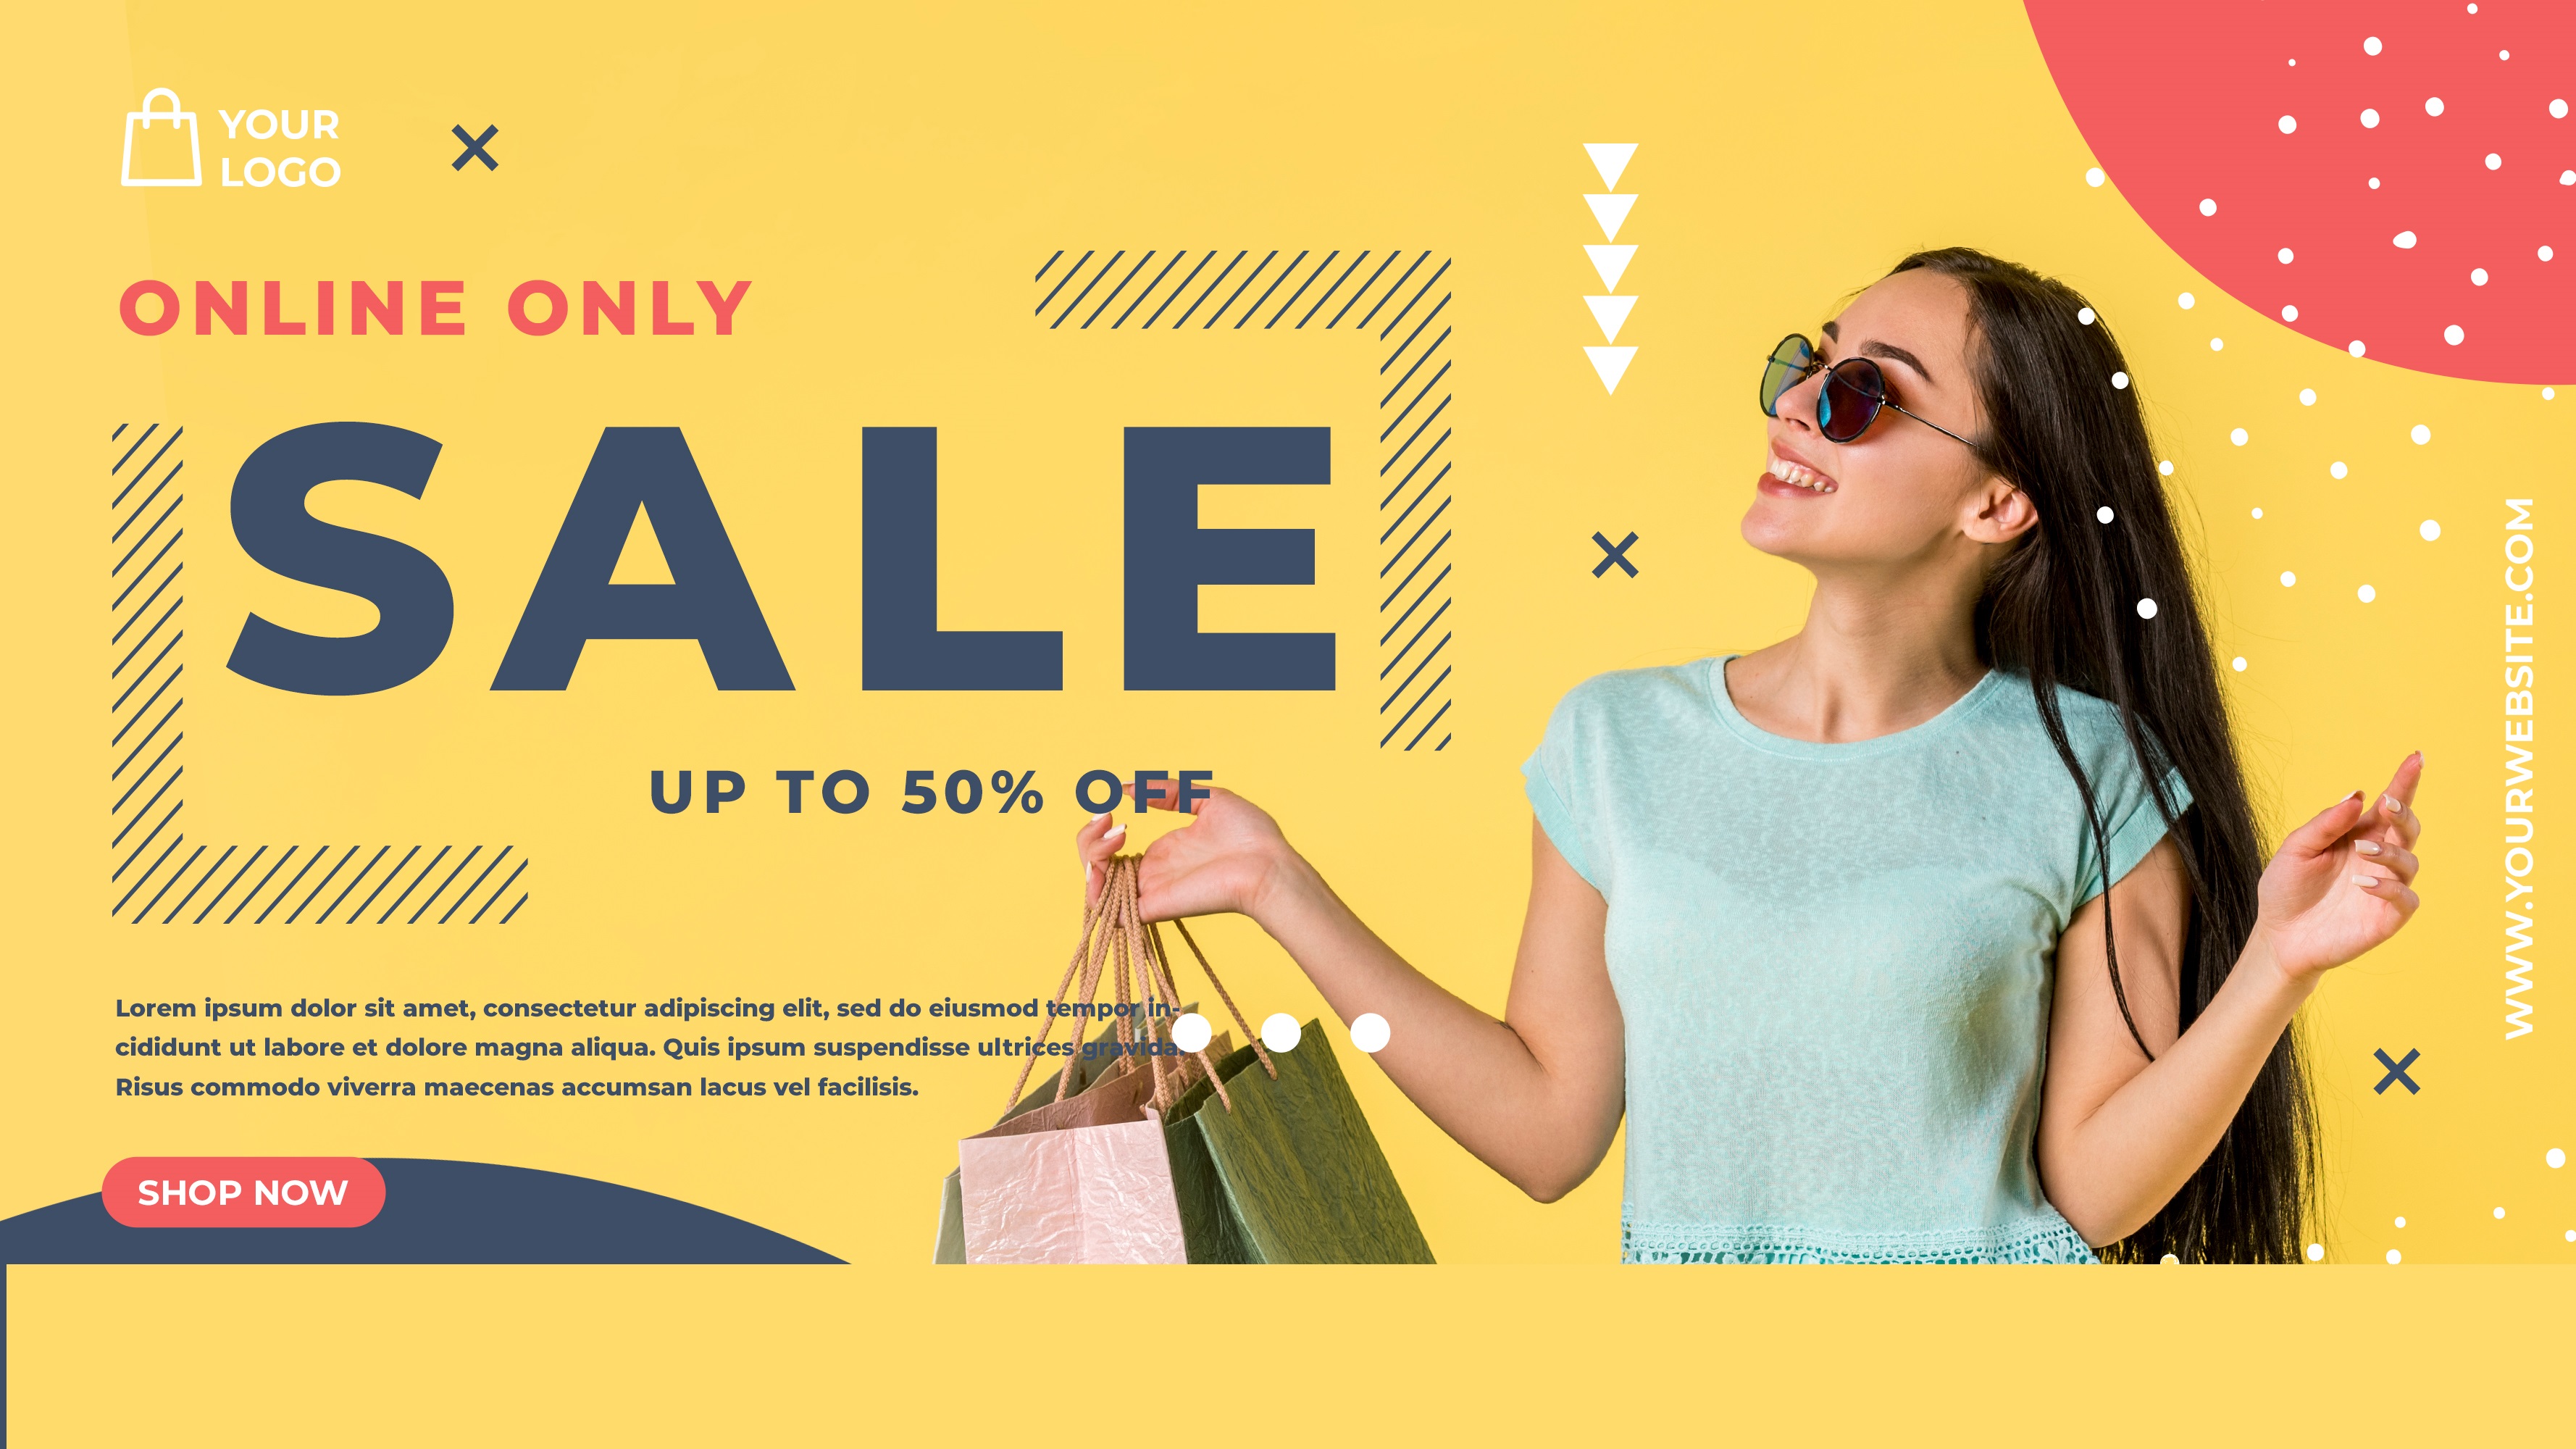 YOUR
LOGO
ONLINE ONLY
SALE
UP TO 50% OFF
Lorem ipsum dolor sit amet, consectetur adipiscing elit, sed do eiusmod tempor in-
cididunt ut labore et dolore magna aliqua. Quis ipsum suspendisse ultrices gravida.
Risus commodo viverra maecenas accumsan lacus vel facilisis.
SHOP NOW
WWW.YOURWEBSITE.COM